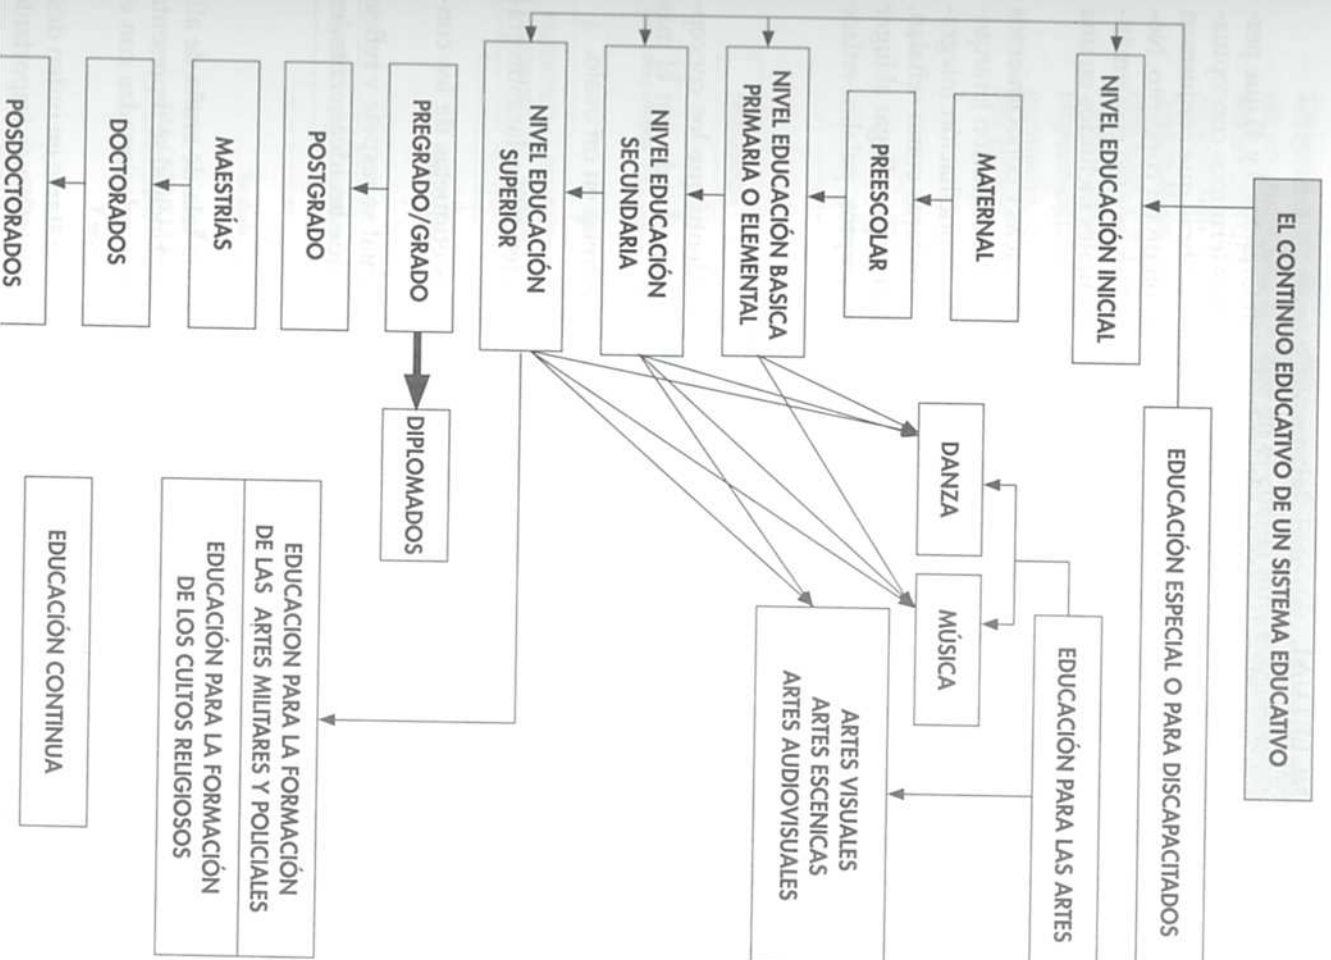 EL CONTINUO EDUCATIVO DE UN SISTEMA EDUCATIVO
NIVEL EDUCACIÓN INICIAL
EDUCACIÓN ESPECIAL O PARA DISCAPACITADOS
MATERNAL
EDUCACIÓN PARA LAS ARTES
PREESCOLAR
DANZA
MÚSICA
NIVEL EDUCACIÓN BASICA
PRIMARIA O ELEMENTAL
ARTES VISUALES
ARTES ESCENICAS
ARTES AUDIOVISUALES
NIVEL EDUCACIÓN
SECUNDARIA
NIVEL EDUCACIÓN
SUPERIOR
PREGRADO/GRADO
DIPLOMADOS
POSTGRADO
EDUCACION PARA LA FORMACIÓN
DE LAS ARTES MILITARES Y POLICIALES
EDUCACIÓN PARA LA FORMACIÓN
DE LOS CULTOS RELIGIOSOS
MAESTRÍAS
DOCTORADOS
EDUCACIÓN CONTINUA
POSDOCTORADOS